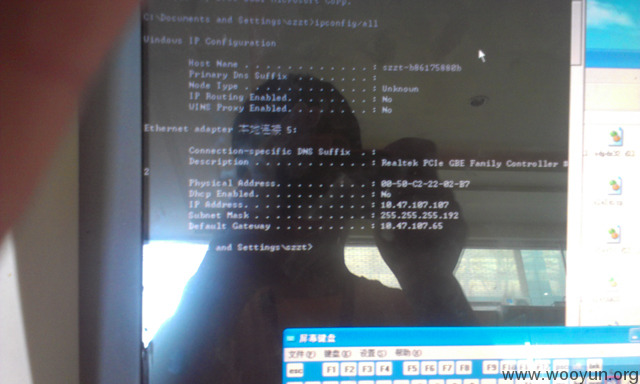 C:\Documents and Settings\szzt>ipconfig/all
Windows IP Configuration
Host Name . . . . . . . . . . . . : szzt-h86175880h
Primary Dns Suffix . . . . . . . :
Node Type . . . . . . . . . . . . : Unknown
IP Routing Enabled. . . . . . . . : No
WINS Proxy Enabled. . . . . . . . : No
Ethernet adapter 本地连接 5:
Connection-specific DNS Suffix . :
Description . . . . . . . . . . . : Realtek PCIe GBE Family Controller
2
Physical Address. . . . . . . . . : 00-50-C2-22-02-B7
Dhcp Enabled. . . . . . . . . . . : No
IP Address. . . . . . . . . . . . : 10.47.107.107
Subnet Mask . . . . . . . . . . . : 255.255.255.192
Default Gateway . . . . . . . . . : 10.47.107.65
and Settings\szzt>
屏幕键盘
文件(F) 键盘(K) 设置(S) 帮助(H)
esc F1 F2 F3 F4 F5 F6 F7 F8 F9
www.wooyun.org